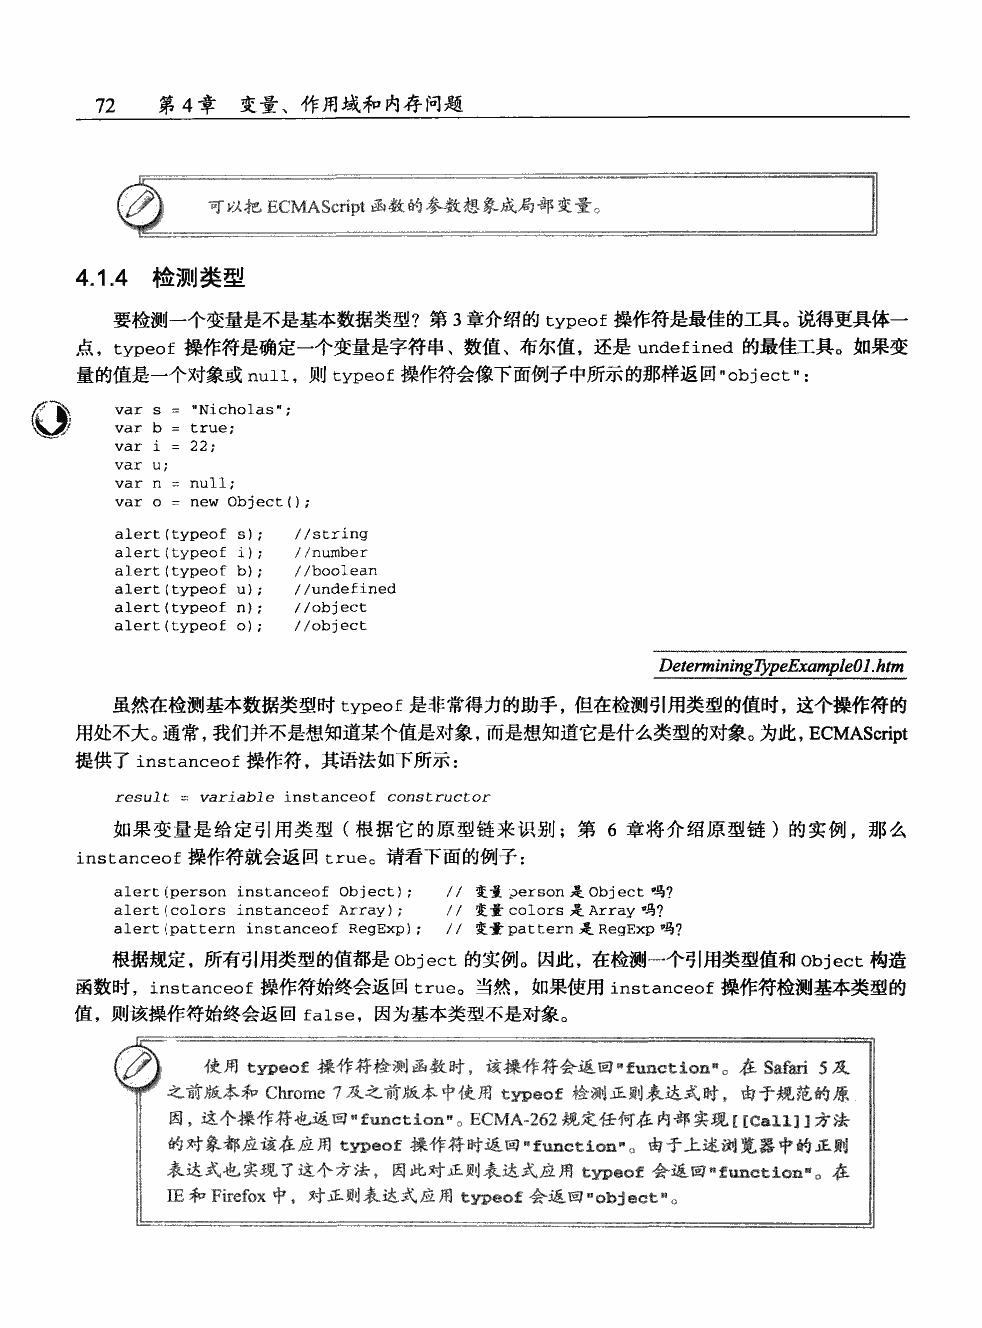 72 第 4 章 变量、作用域和内存问题
可以把 ECMAScript 函数的参数想象成局部变量。
4.1.4 检测类型
要检测一个变量是不是基本数据类型？第 3 章介绍的 typeof 操作符是最佳的工具。说得更具体一
点，typeof 操作符是确定一个变量是字符串、数值、布尔值，还是 undefined 的最佳工具。如果变
量的值是一个对象或 null，则 typeof 操作符会像下面例子中所示的那样返回"object"：
var s = "Nicholas";
var b = true;
var i = 22;
var u;
var n = null;
var o = new Object();
alert(typeof s); //string
alert(typeof i); //number
alert(typeof b); //boolean
alert(typeof u); //undefined
alert(typeof n); //object
alert(typeof o); //object
DeterminingTypeExample01.htm
虽然在检测基本数据类型时 typeof 是非常得力的助手，但在检测引用类型的值时，这个操作符的
用处不大。通常，我们并不是想知道某个值是对象，而是想知道它是什么类型的对象。为此，ECMAScript
提供了 instanceof 操作符，其语法如下所示：
result = variable instanceof constructor
如果变量是给定引用类型（根据它的原型链来识别；第 6 章将介绍原型链）的实例，那么
instanceof 操作符就会返回 true。请看下面的例子：
alert(person instanceof Object); // 变量 person 是 Object 吗?
alert(colors instanceof Array); // 变量 colors 是 Array 吗?
alert(pattern instanceof RegExp); // 变量 pattern 是 RegExp 吗?
根据规定，所有引用类型的值都是 Object 的实例。因此，在检测一个引用类型值和 Object 构造
函数时，instanceof 操作符始终会返回 true。当然，如果使用 instanceof 操作符检测基本类型的
值，则该操作符始终会返回 false，因为基本类型不是对象。
使用 typeof 操作符检测函数时，该操作符会返回"function"。在 Safari 5 及
之前版本和 Chrome 7 及之前版本中使用 typeof 检测正则表达式时，由于规范的原
因，这个操作符也返回"function"。ECMA-262 规定任何在内部实现[[Call]]方法
的对象都应该在应用 typeof 操作符时返回"function"。由于上述浏览器中的正则
表达式也实现了这个方法，因此对正则表达式应用 typeof 会返回"function"。在
IE 和 Firefox 中，对正则表达式应用 typeof 会返回"object"。